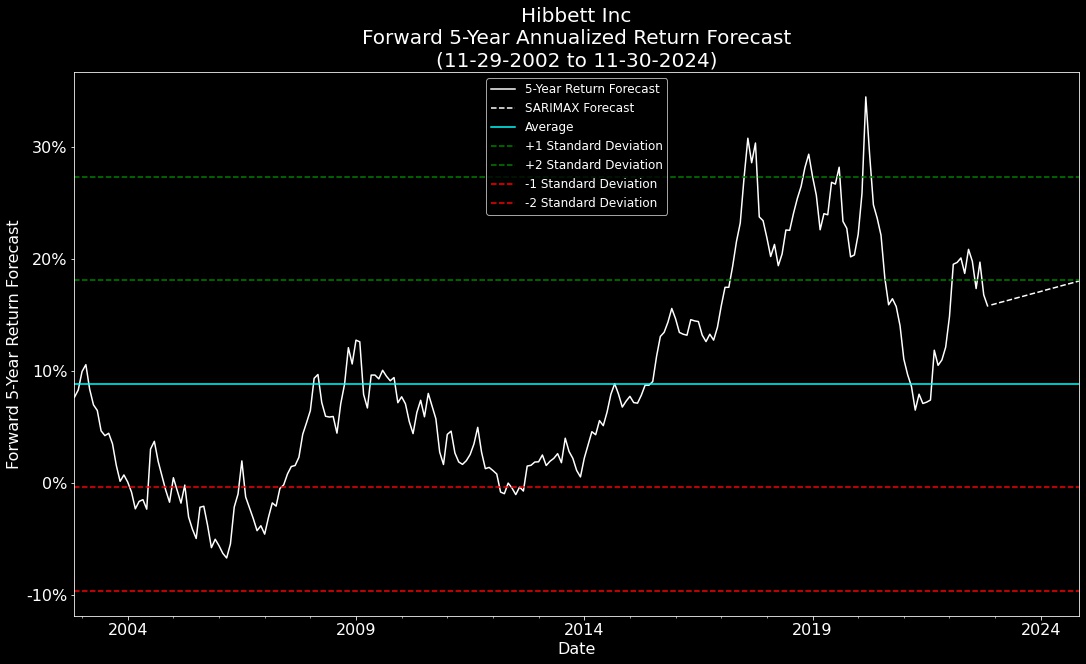 Hibbett Inc
Forward 5-Year Annualized Return Forecast
(11-29-2002 to 11-30-2024)
5-Year Return Forecast
SARIMAX Forecast
Average
+1 Standard Deviation
+2 Standard Deviation
-1 Standard Deviation
-2 Standard Deviation
Forward 5-Year Return Forecast
30%
20%
10%
0%
-10%
2004 2009 2014 2019 2024
Date